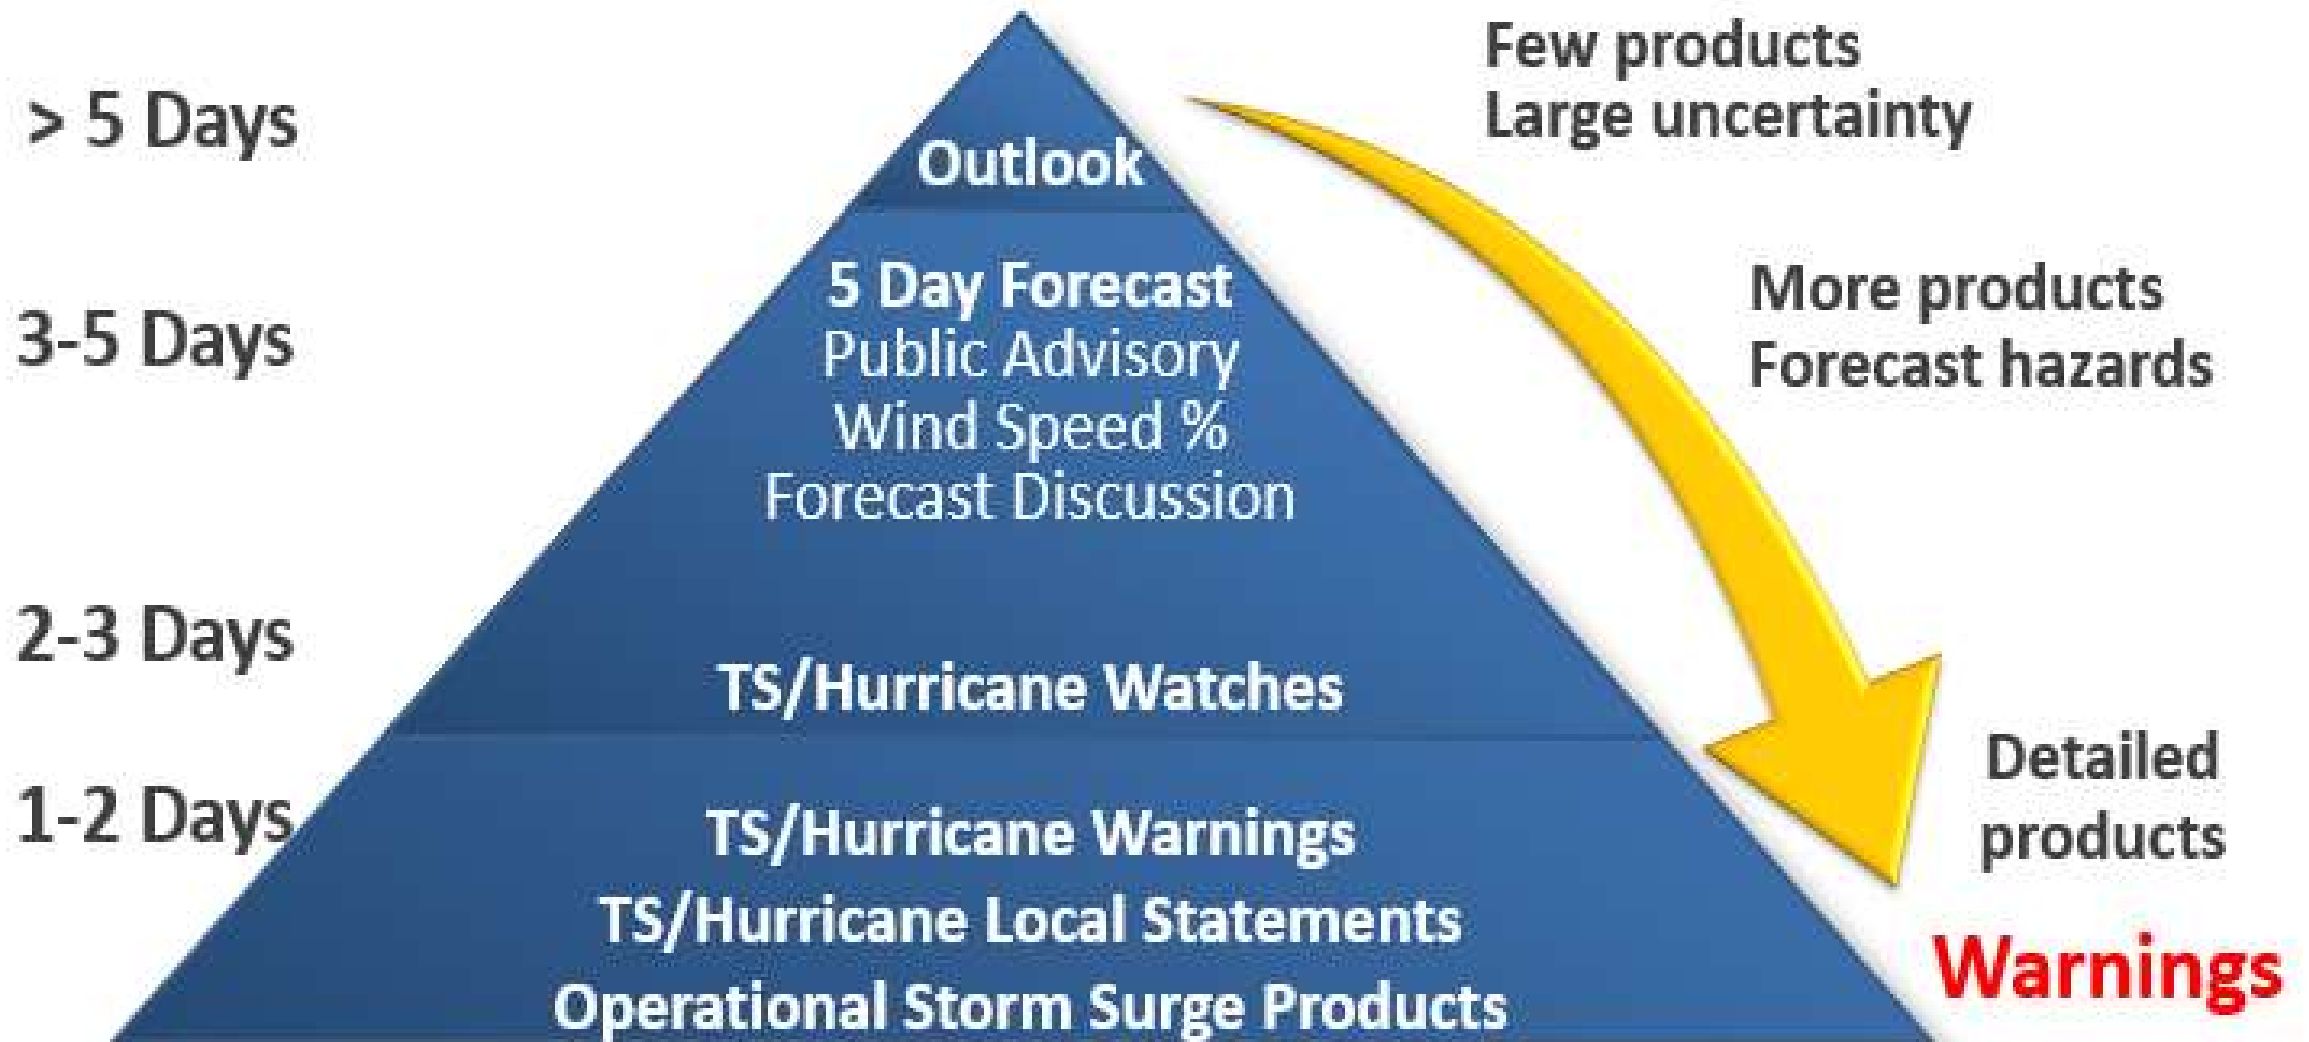 > 5 Days
Outlook
Few products
Large uncertainty
3-5 Days
5 Day Forecast
Public Advisory
Wind Speed %
Forecast Discussion
More products
Forecast hazards
2-3 Days
TS/Hurricane Watches
1-2 Days
TS/Hurricane Warnings
TS/Hurricane Local Statements
Operational Storm Surge Products
Detailed
products
Warnings